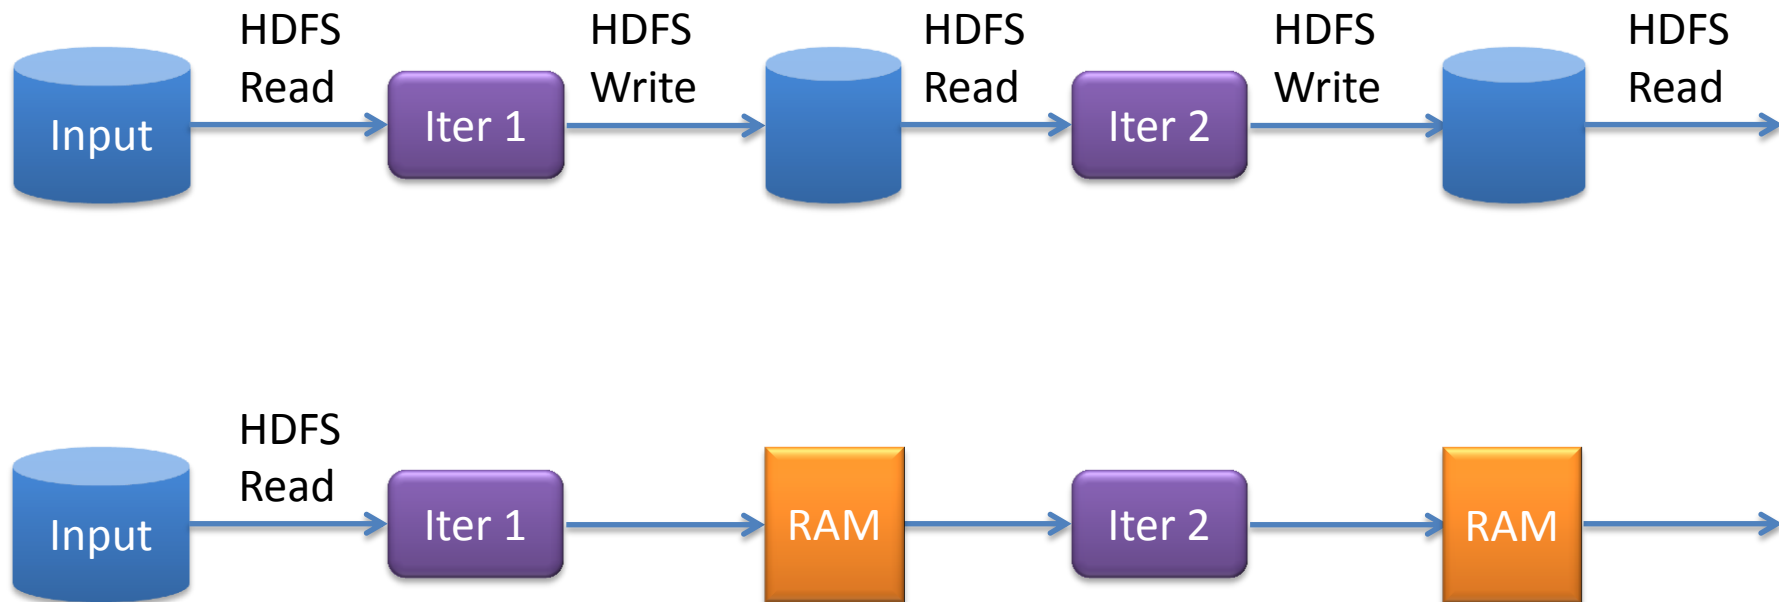 HDFS
Read
HDFS
Write
HDFS
Read
HDFS
Write
HDFS
Read
Input
Iter 1
Iter 2
HDFS
Read
Input
Iter 1
RAM
Iter 2
RAM